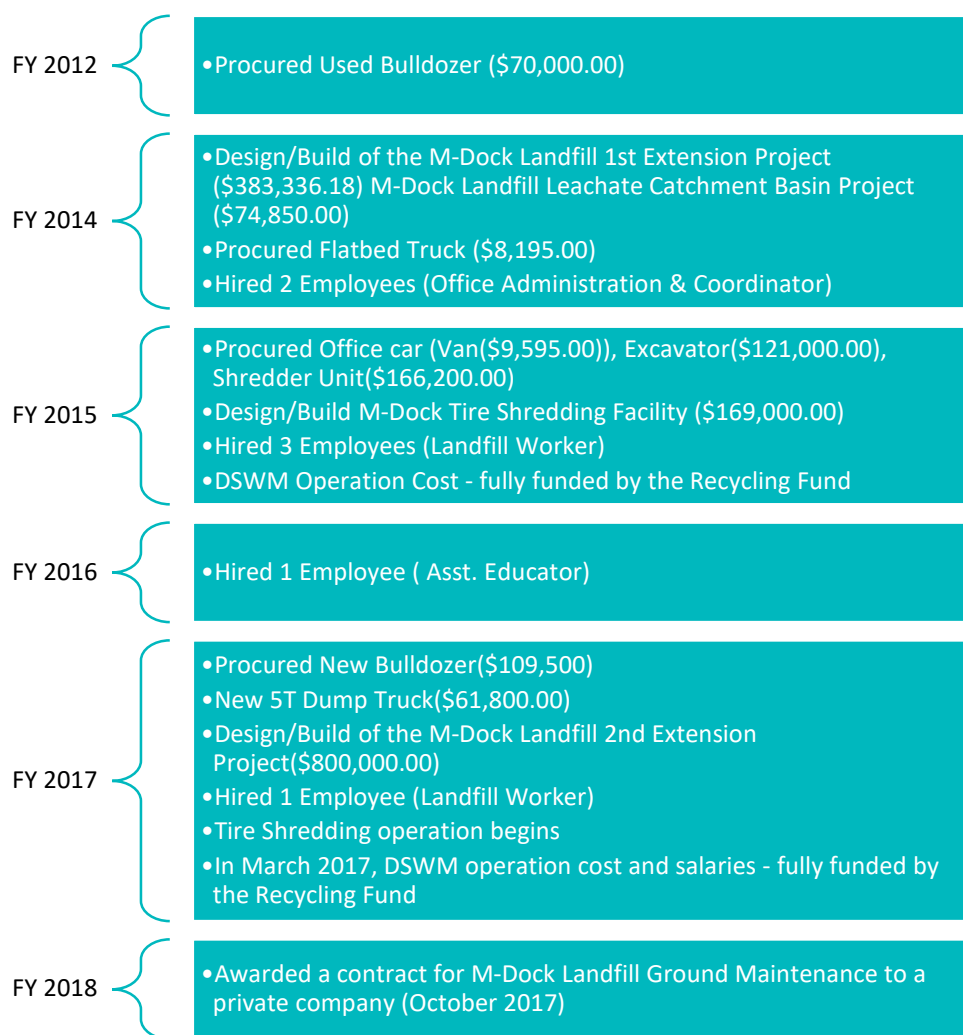 FY 2012
•Procured Used Bulldozer ($70,000.00)
FY 2014
•Design/Build of the M-Dock Landfill 1st Extension Project
($383,336.18) M-Dock Landfill Leachate Catchment Basin Project
($74,850.00)
•Procured Flatbed Truck ($8,195.00)
•Hired 2 Employees (Office Administration & Coordinator)
FY 2015
•Procured Office car (Van($9,595.00)), Excavator($121,000.00),
Shredder Unit($166,200.00)
•Design/Build M-Dock Tire Shredding Facility ($169,000.00)
•Hired 3 Employees (Landfill Worker)
•DSWM Operation Cost - fully funded by the Recycling Fund
FY 2016
•Hired 1 Employee ( Asst. Educator)
FY 2017
•Procured New Bulldozer($109,500)
•New 5T Dump Truck($61,800.00)
•Design/Build of the M-Dock Landfill 2nd Extension
Project($800,000.00)
•Hired 1 Employee (Landfill Worker)
•Tire Shredding operation begins
•In March 2017, DSWM operation cost and salaries - fully funded by
the Recycling Fund
FY 2018
•Awarded a contract for M-Dock Landfill Ground Maintenance to a
private company (October 2017)